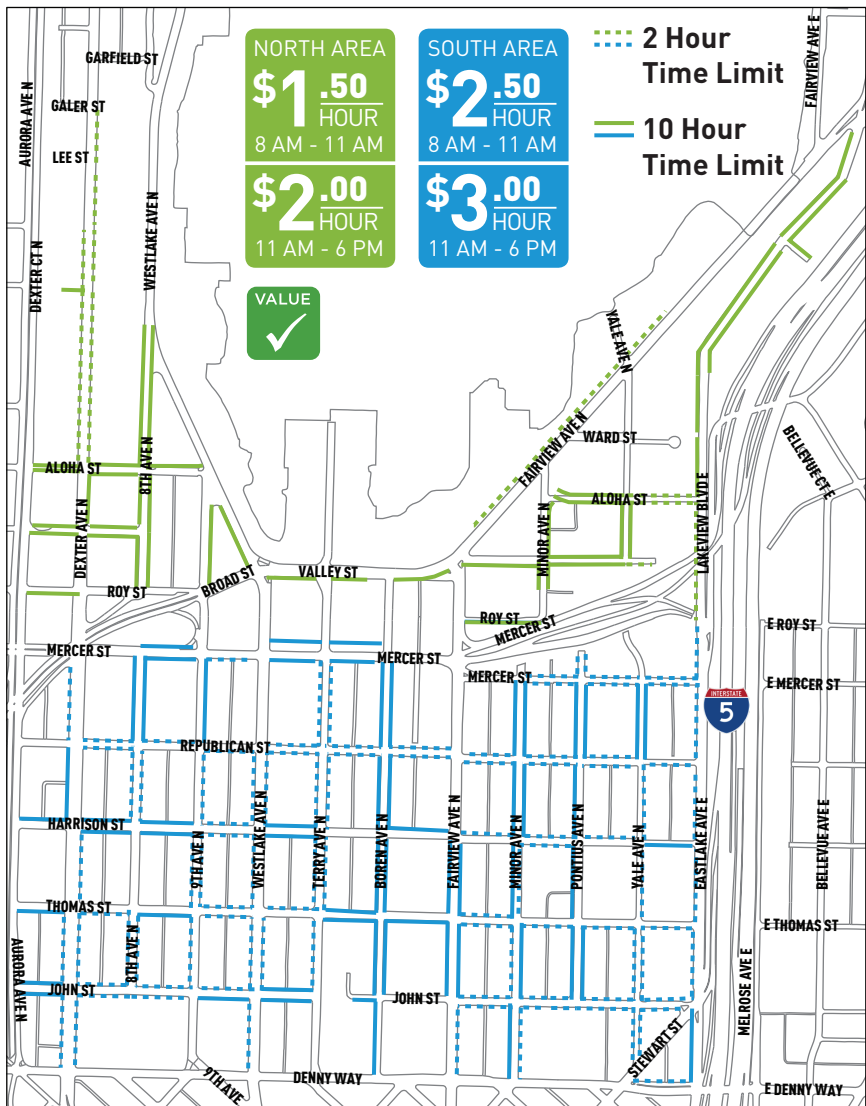 NORTH AREA
$1.50
HOUR
8 AM - 11 AM
$2.00
HOUR
11 AM - 6 PM
SOUTH AREA
$2.50
HOUR
8 AM - 11 AM
$3.00
HOUR
11 AM - 6 PM
2 Hour
Time Limit
10 Hour
Time Limit
VALUE
GARFIELD ST
GALER ST
LEE ST
AURORA AVE N
DEXTER CT N
WESTLAKE AVE N
FAIRVIEW AVE E
YALE AVE N
FAIRVIEW AVE N
WARD ST
BELLEVUE CT E
ALOHA ST
8TH AVE N
ALOHA ST
DEXTER AVE N
MINOR AVE N
LAKEVIEW BLVD E
VALLEY ST
BROAD ST
ROY ST
ROY ST
MERCER ST
E ROY ST
MERCER ST
MERCER ST
MERCER ST
E MERCER ST
INTERSTATE
5
REPUBLICAN ST
HARRISON ST
9TH AVE N
WESTLAKE AVE N
TERRY AVE N
BOREN AVE N
FAIRVIEW AVE N
MINOR AVE N
PONTIUS AVE N
YALE AVE N
EASTLAKE AVE E
BELLEVUE AVE E
THOMAS ST
E THOMAS ST
AURORA AVE N
8TH AVE N
JOHN ST
JOHN ST
MELROSE AVE E
STEWART ST
9TH AVE
DENNY WAY
E DENNY WAY